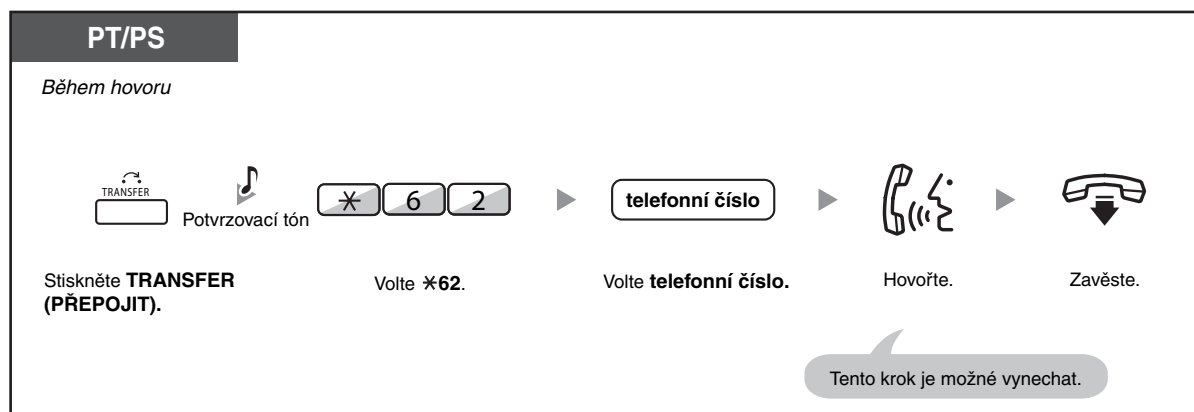 PT/PS
Během hovoru
TRANSFER
Potvrzovací tón
* 6 2
telefonní číslo
Stiskněte TRANSFER
(PŘEPOJIT).
Volte *62.
Volte telefonní číslo.
Hovořte.
Zavěste.
Tento krok je možné vynechat.